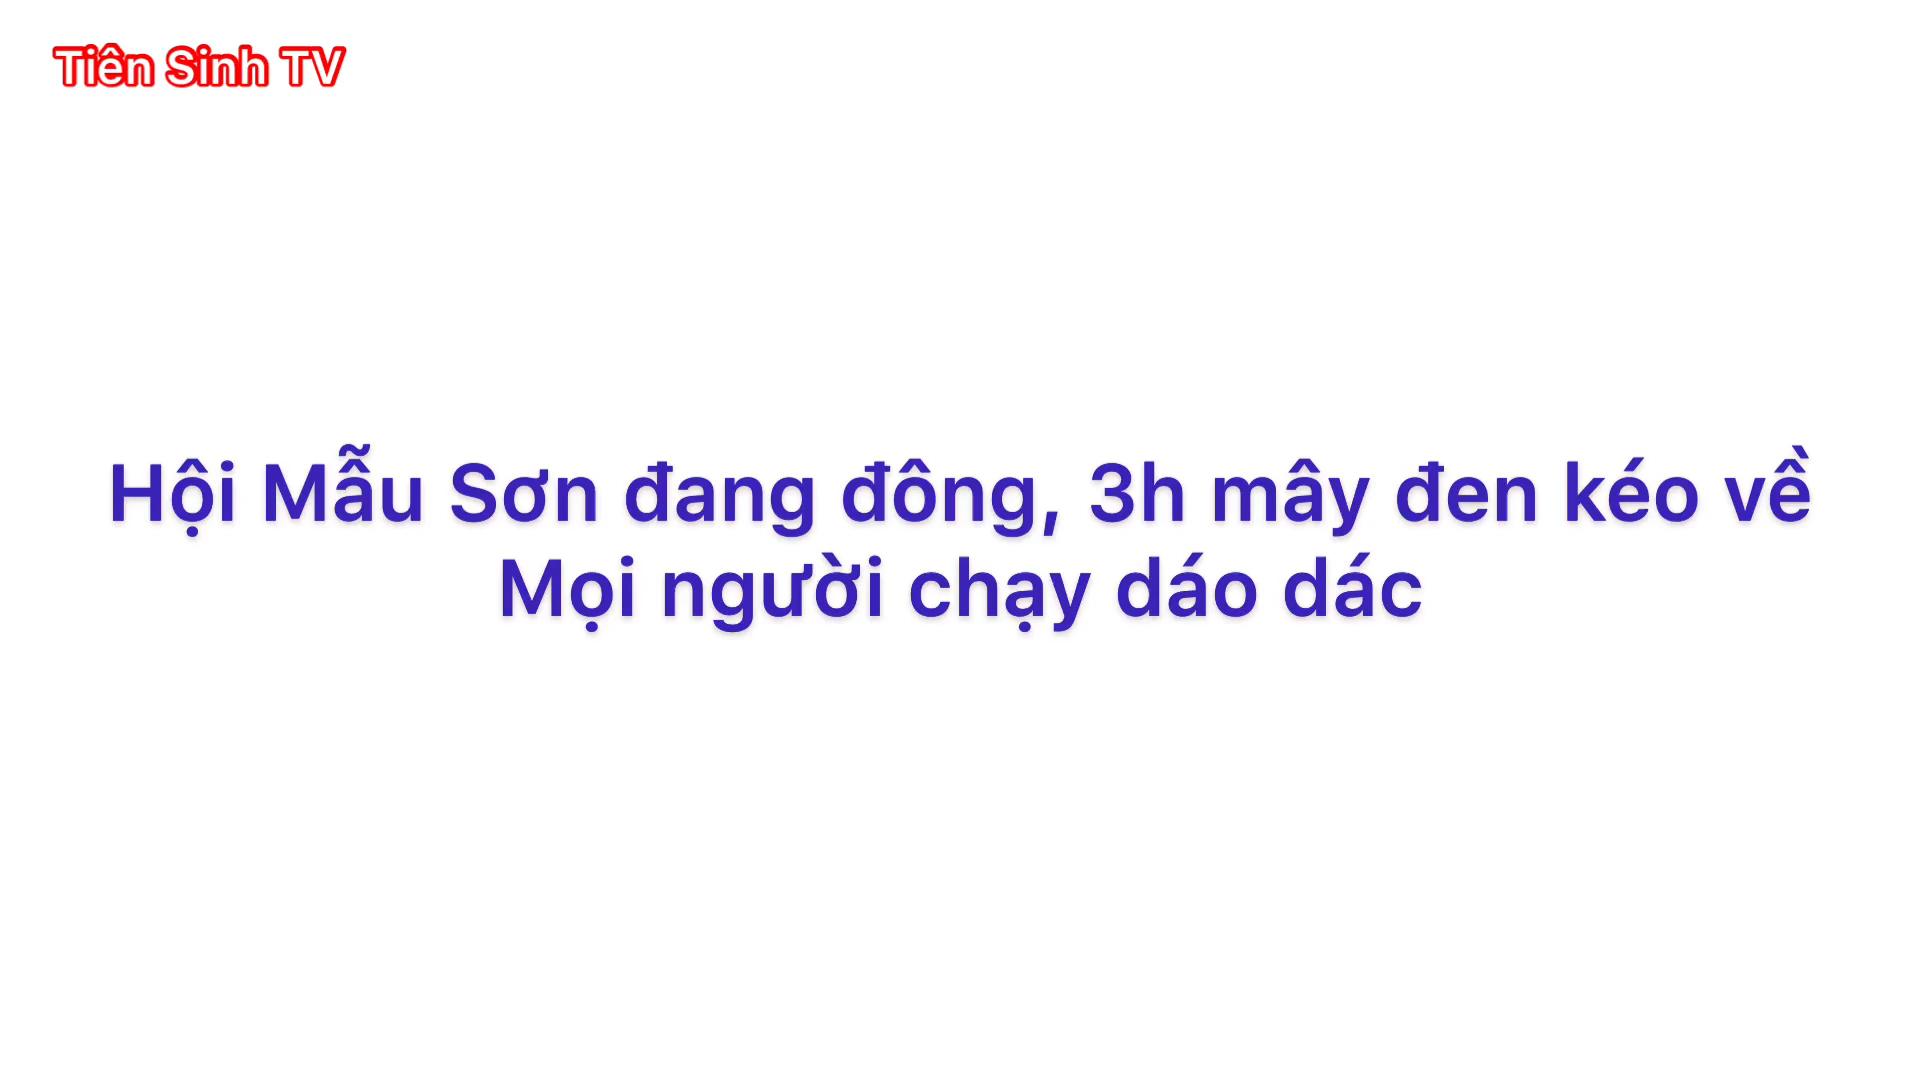 Tiên Sinh TV
Hội Mẫu Sơn đang đông, 3h mây đen kéo về
Mọi người chạy dáo dác